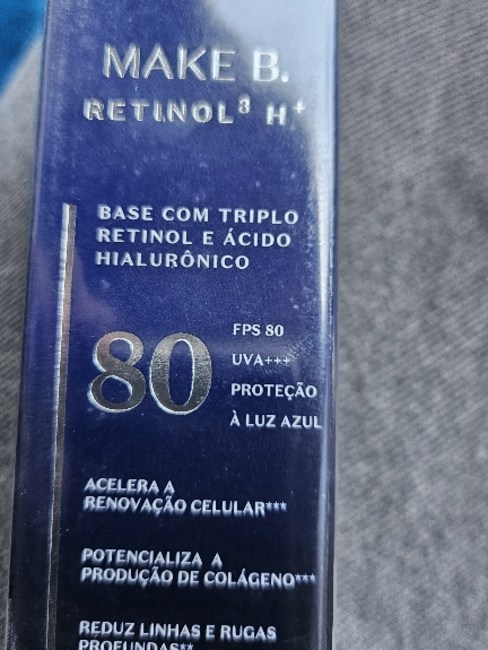 MAKE B.
RETINOL³ H⁺
BASE COM TRIPLO
RETINOL E ÁCIDO
HIALURÔNICO
80
FPS 80
UVA+++
PROTEÇÃO
À LUZ AZUL
ACELERA A
RENOVAÇÃO CELULAR***
POTENCIALIZA A
PRODUÇÃO DE COLÁGENO***
REDUZ LINHAS E RUGAS
PROFUNDAS**